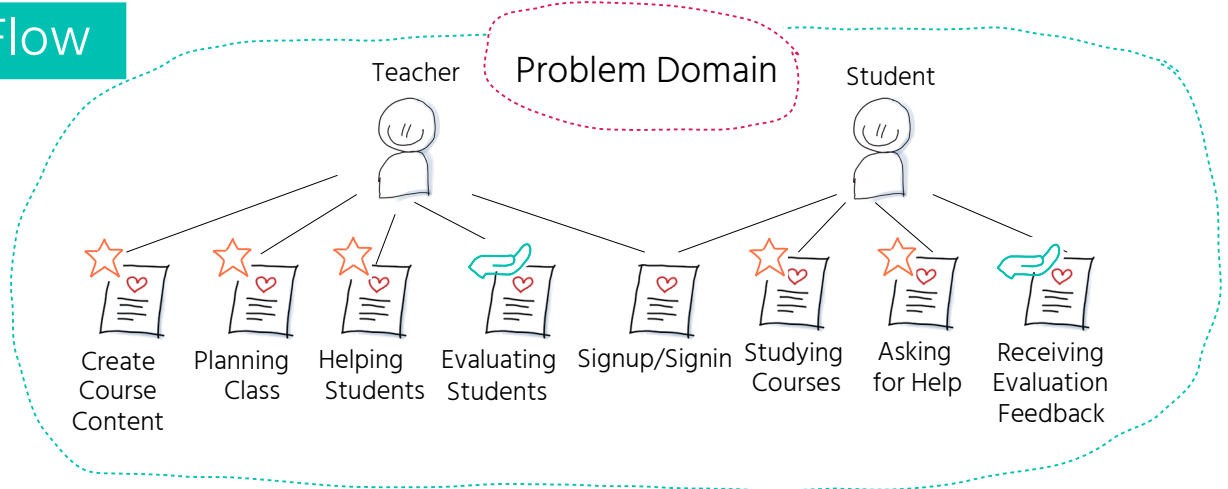 Flow
Teacher
Problem Domain
Student
Create
Course
Content
Planning
Class
Helping
Students
Evaluating
Students
Signup/Signin
Studying
Courses
Asking
for Help
Receiving
Evaluation
Feedback